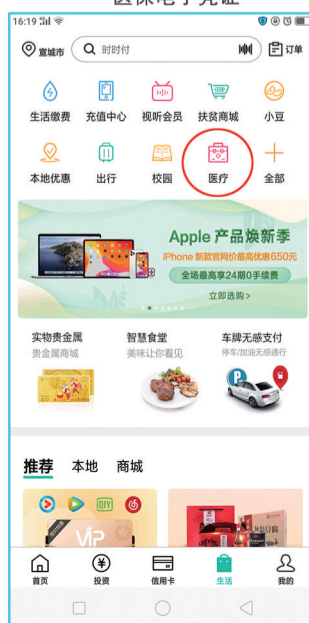 医保电子凭证
16:19
宣城市 时时付 订单
生活缴费 充值中心 视听会员 扶贫商城 小豆
本地优惠 出行 校园 医疗 全部
Apple 产品焕新季
iPhone 新款官网价最高优惠650元
全场最高享24期0手续费
立即选购>
实物贵金属 智慧食堂 车牌无感支付
贵金属商城 美味让你看见 停车/加油无感通行
推荐 本地 商城
QIY
VIP
首页 投资 信用卡 生活 我的